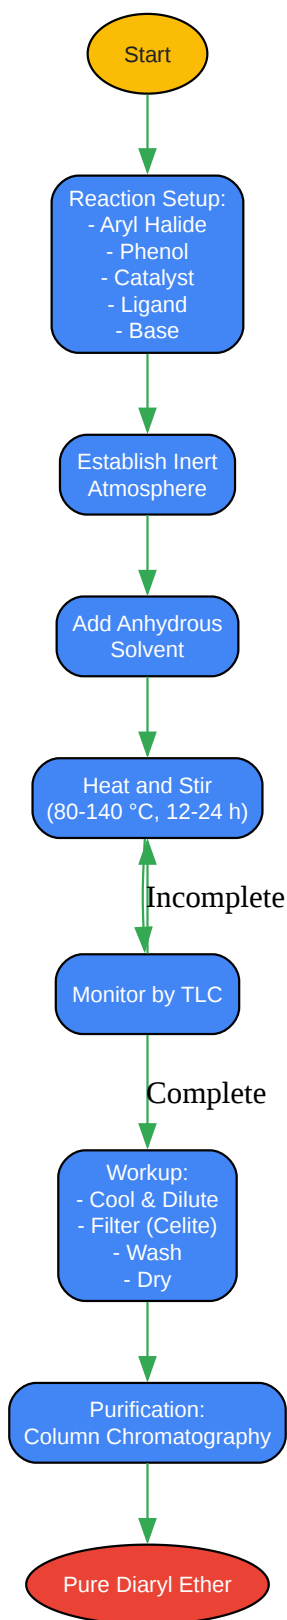 Start
Reaction Setup:
- Aryl Halide
- Phenol
- Catalyst
- Ligand
- Base
Establish Inert
Atmosphere
Add Anhydrous
Solvent
Heat and Stir
(80-140 °C, 12-24 h)
Incomplete
Monitor by TLC
Complete
Workup:
- Cool & Dilute
- Filter (Celite)
- Wash
- Dry
Purification:
Column Chromatography
Pure Diaryl Ether